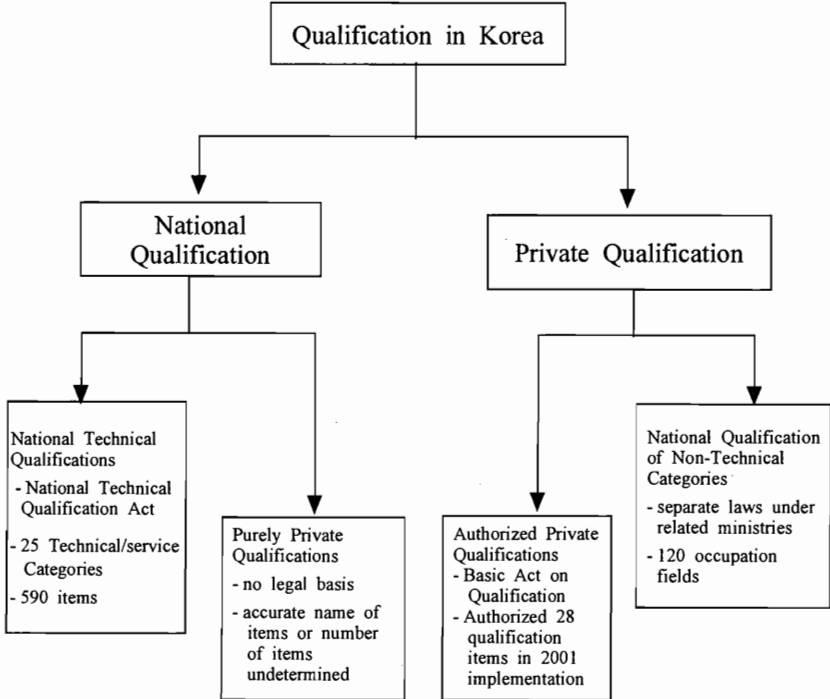 Qualification in Korea
National
Qualification
Private Qualification
National Technical
Qualifications
- National Technical
Qualification Act
- 25 Technical/service
Categories
- 590 items
Purely Private
Qualifications
- no legal basis
- accurate name of
items or number
of items
undetermined
Authorized Private
Qualifications
- Basic Act on
Qualification
- Authorized 28
qualification
items in 2001
implementation
National Qualification
of Non-Technical
Categories
- separate laws under
related ministries
- 120 occupation
fields